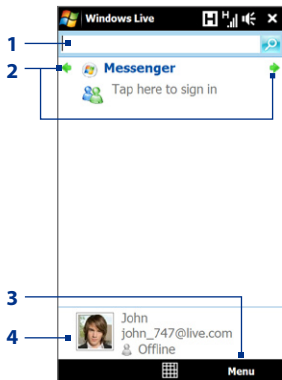 Windows Live
1
2
Messenger
Tap here to sign in
3
John
4
john_747@live.com
Offline
Menu